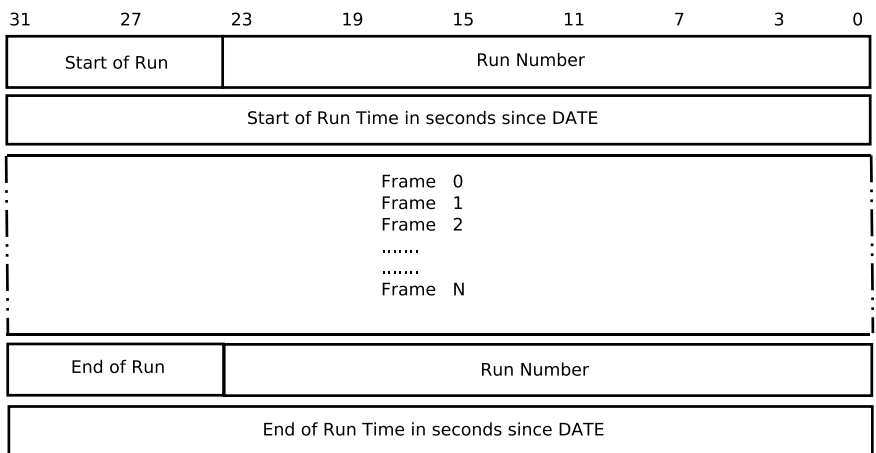 31 27 23 19 15 11 7 3 0
Start of Run Run Number
Start of Run Time in seconds since DATE
Frame 0
Frame 1
Frame 2
.......
.......
Frame N
End of Run Run Number
End of Run Time in seconds since DATE